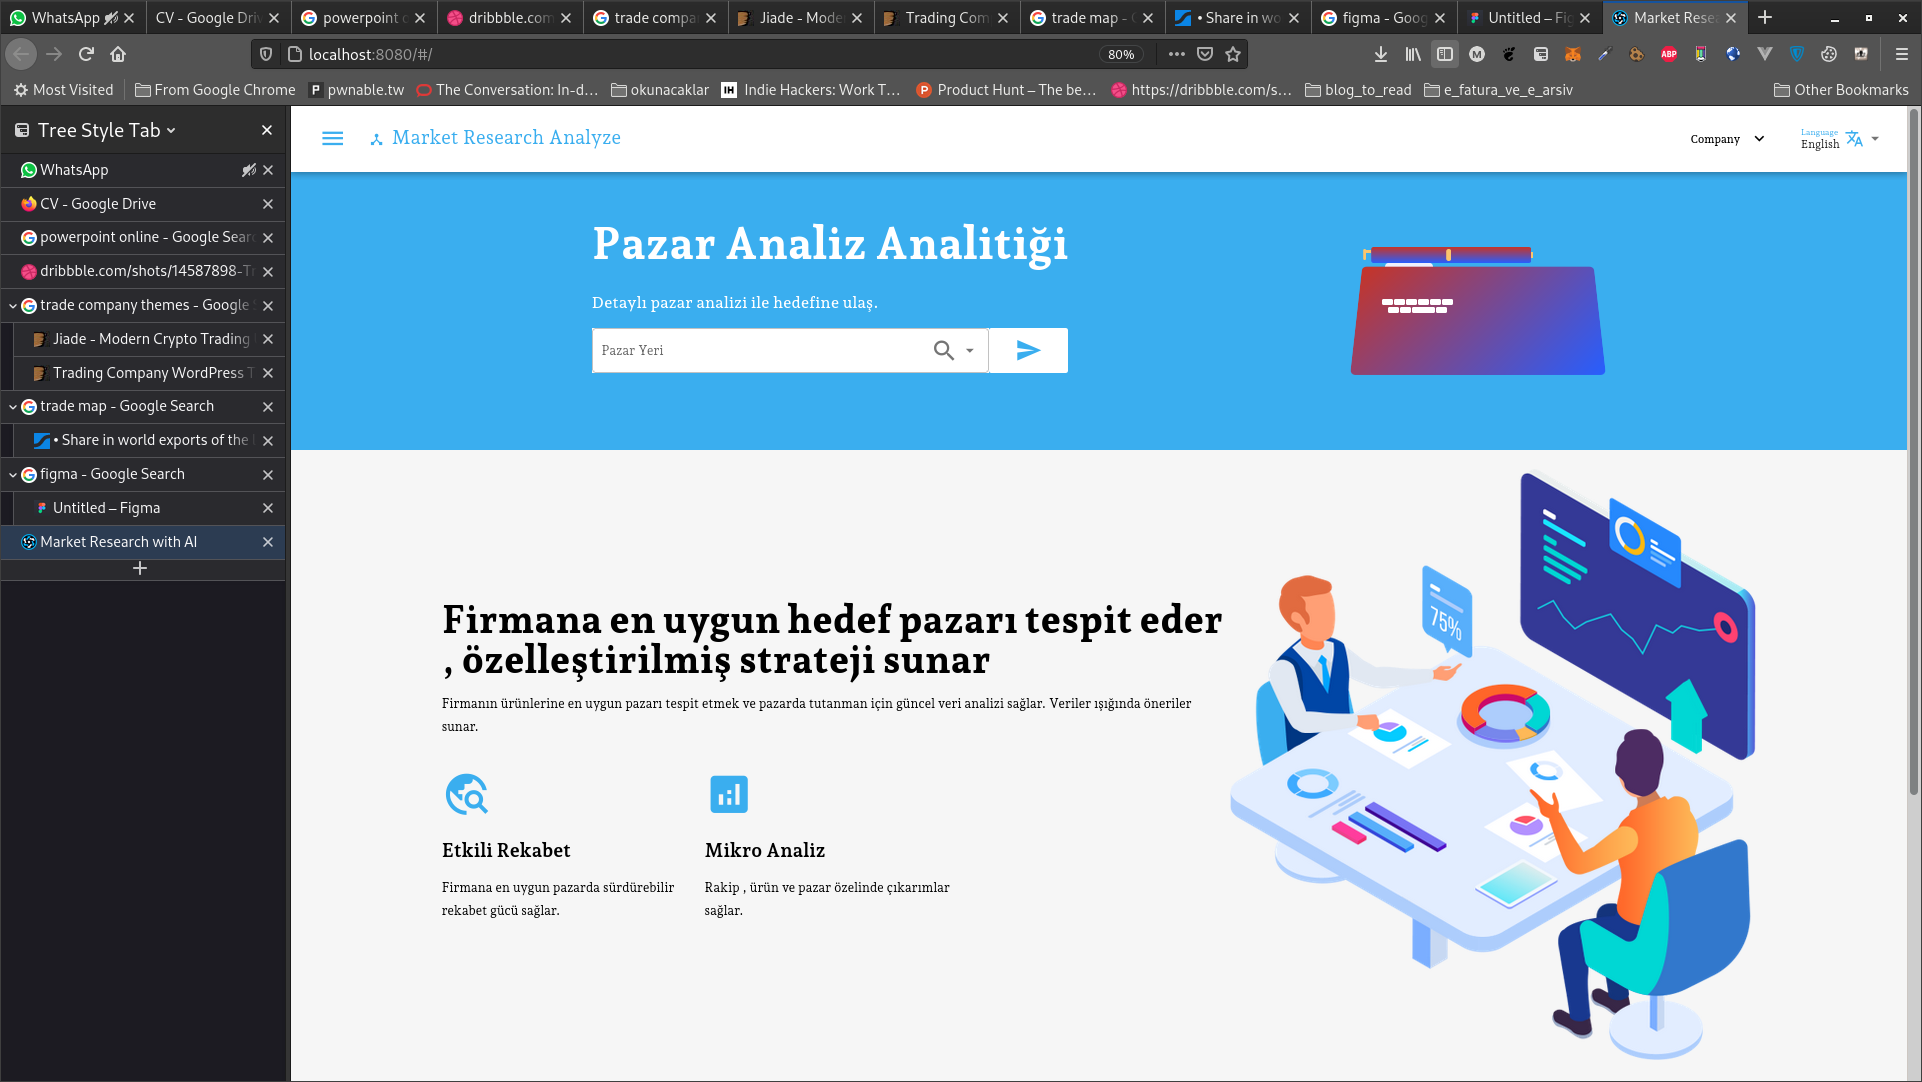 WhatsApp
CV - Google Dri
powerpoint o
dribbble.com
trade compa
Jiade - Mode
Trading Com
trade map - G
• Share in wo
figma - Goog
Untitled – Fig
Market Resea
localhost:8080/#/
80%
M
ABP
Most Visited
From Google Chrome
P pwnable.tw
The Conversation: In-d…
okunacaklar
IH Indie Hackers: Work T…
P Product Hunt – The be…
https://dribbble.com/s…
blog_to_read
e_fatura_ve_e_arsiv
Other Bookmarks
Tree Style Tab
WhatsApp
CV - Google Drive
powerpoint online - Google Sear
dribbble.com/shots/14587898-Tr
trade company themes - Google
Jiade - Modern Crypto Trading
Trading Company WordPress T
trade map - Google Search
• Share in world exports of the
figma - Google Search
Untitled – Figma
Market Research with AI
Market Research Analyze
Company
Language
English
Pazar Analiz Analitiği
Detaylı pazar analizi ile hedefine ulaş.
Pazar Yeri
75%
Firmana en uygun hedef pazarı tespit eder
, özelleştirilmiş strateji sunar
Firmanın ürünlerine en uygun pazarı tespit etmek ve pazarda tutanman için güncel veri analizi sağlar. Veriler ışığında öneriler
sunar.
Etkili Rekabet
Firmana en uygun pazarda sürdürebilir
rekabet gücü sağlar.
Mikro Analiz
Rakip , ürün ve pazar özelinde çıkarımlar
sağlar.